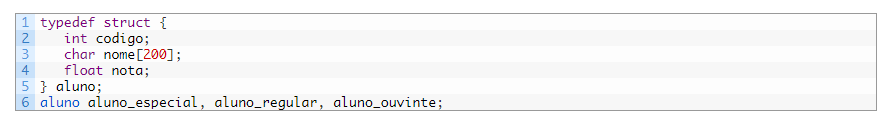 1 typedef struct {
2    int codigo;
3    char nome[200];
4    float nota;
5 } aluno;
6 aluno aluno_especial, aluno_regular, aluno_ouvinte;